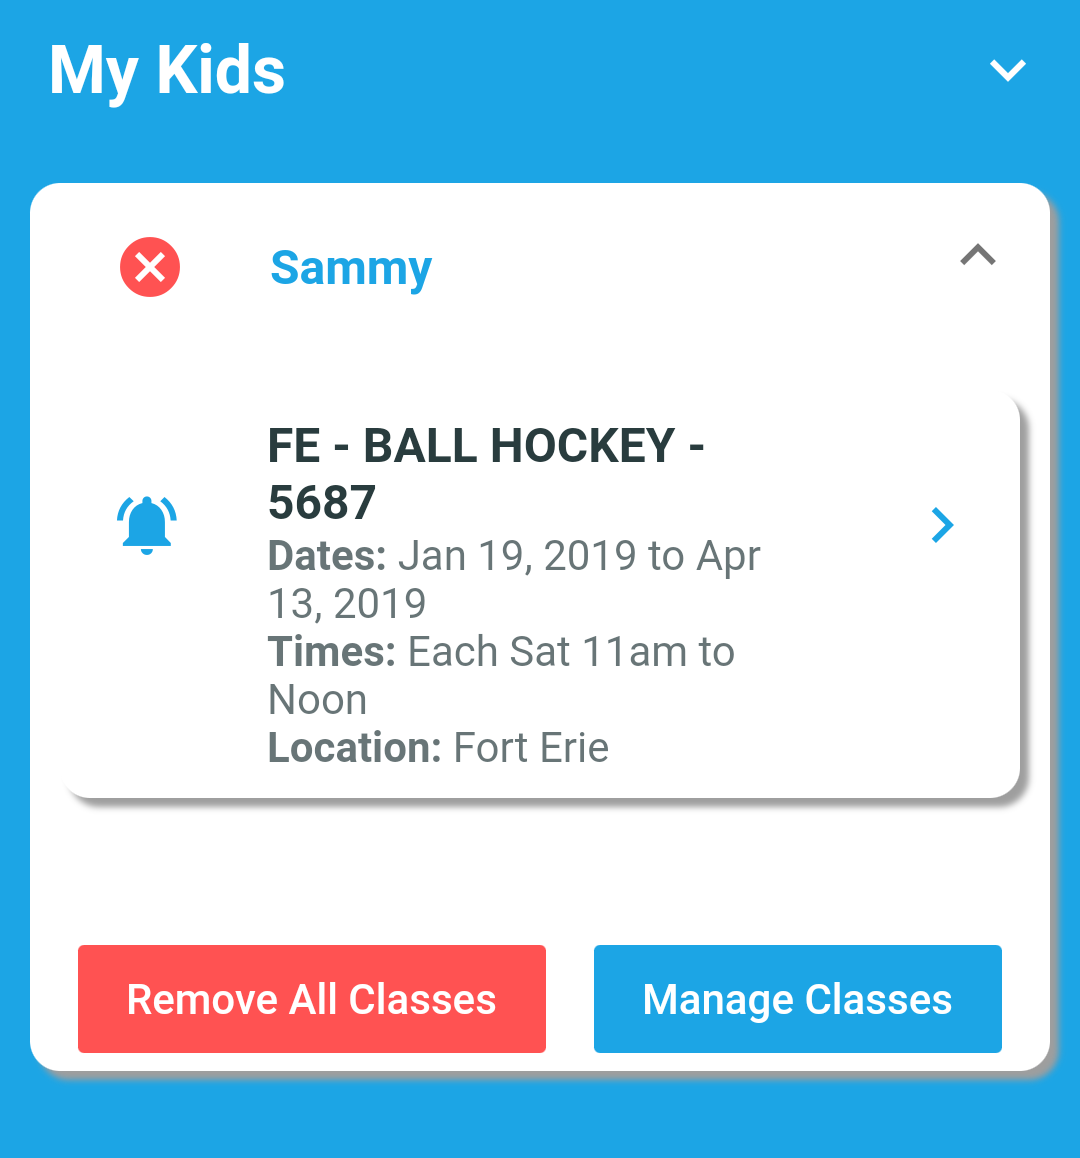 My Kids
Sammy
FE - BALL HOCKEY -
5687
Dates: Jan 19, 2019 to Apr
13, 2019
Times: Each Sat 11am to
Noon
Location: Fort Erie
Remove All Classes
Manage Classes